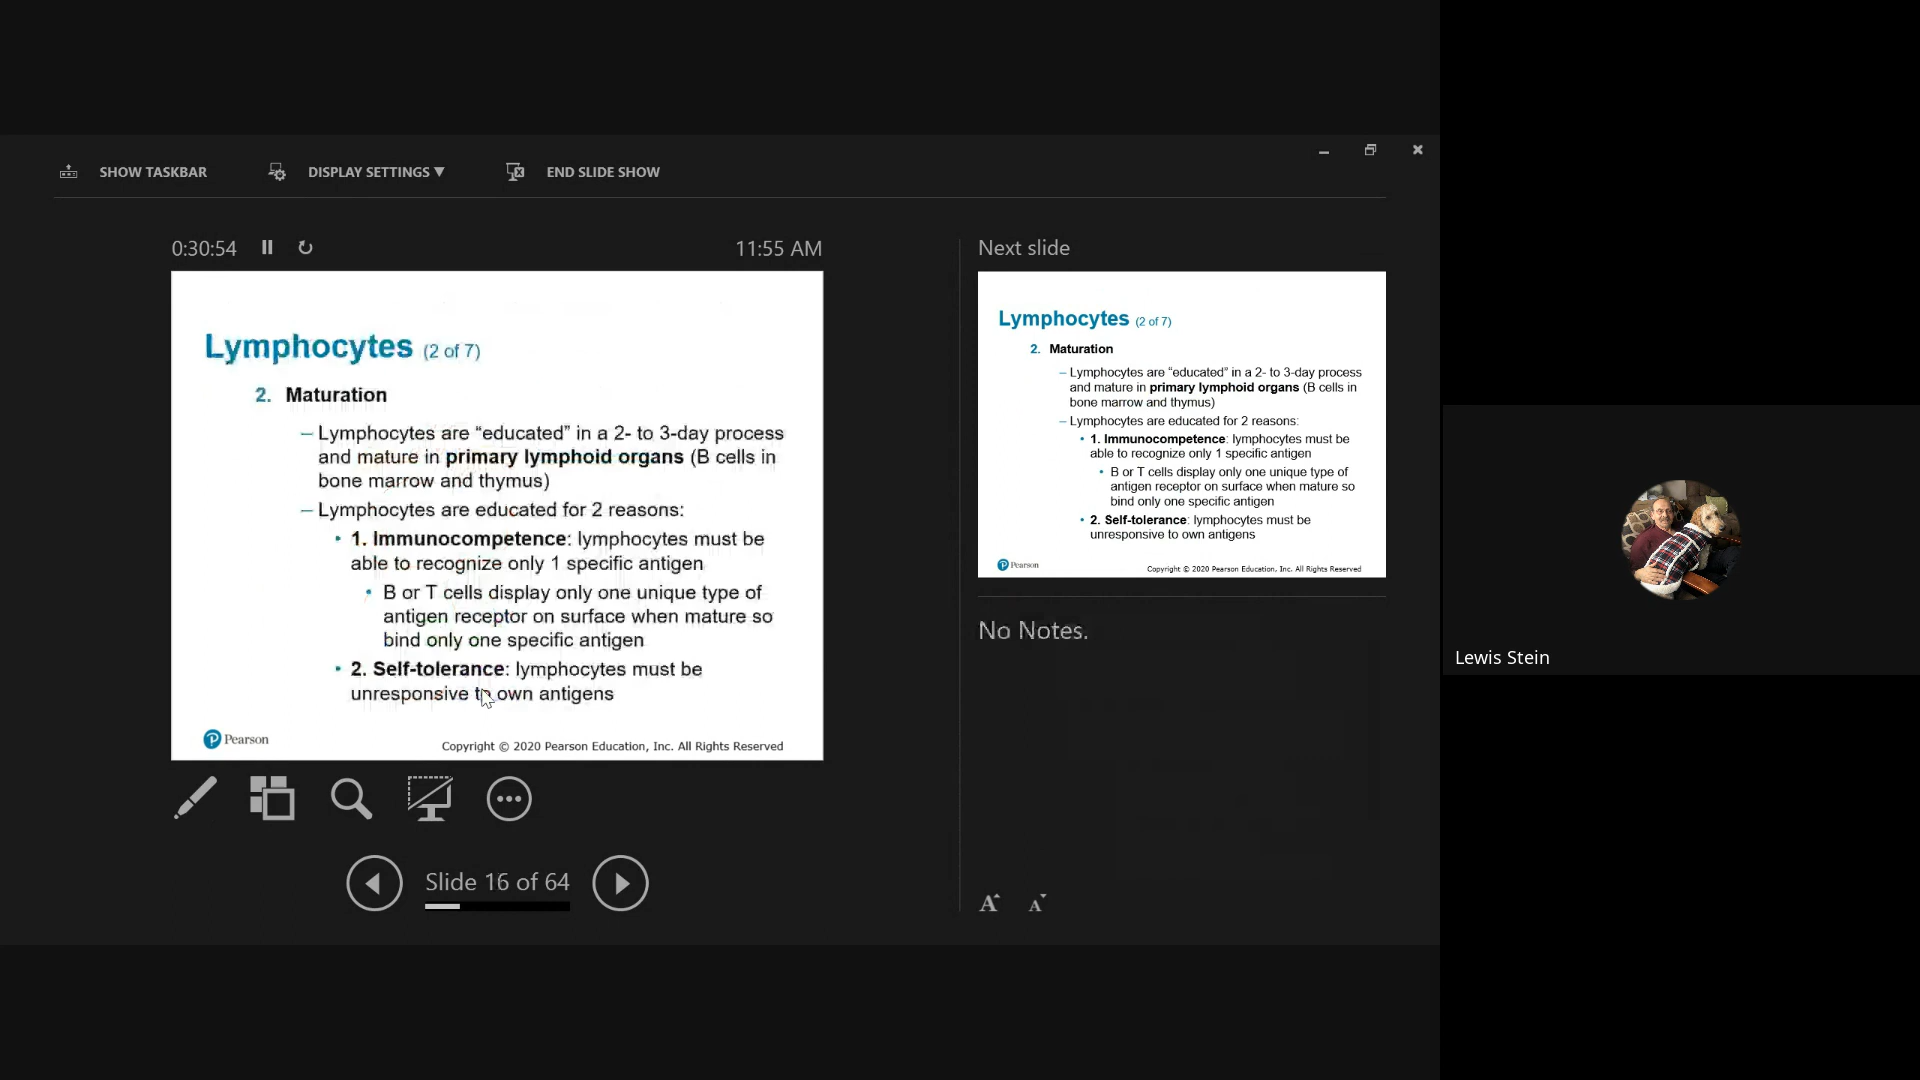 SHOW TASKBAR
DISPLAY SETTINGS ▼
END SLIDE SHOW
0:30:54
11:55 AM
Lymphocytes (2 of 7)
2. Maturation
– Lymphocytes are “educated” in a 2- to 3-day process
and mature in primary lymphoid organs (B cells in
bone marrow and thymus)
– Lymphocytes are educated for 2 reasons:
• 1. Immunocompetence: lymphocytes must be
able to recognize only 1 specific antigen
• B or T cells display only one unique type of
antigen receptor on surface when mature so
bind only one specific antigen
• 2. Self-tolerance: lymphocytes must be
unresponsive to own antigens
Pearson
Copyright © 2020 Pearson Education, Inc. All Rights Reserved
Slide 16 of 64
Next slide
Lymphocytes (2 of 7)
2. Maturation
– Lymphocytes are “educated” in a 2- to 3-day process
and mature in primary lymphoid organs (B cells in
bone marrow and thymus)
– Lymphocytes are educated for 2 reasons:
• 1. Immunocompetence: lymphocytes must be
able to recognize only 1 specific antigen
• B or T cells display only one unique type of
antigen receptor on surface when mature so
bind only one specific antigen
• 2. Self-tolerance: lymphocytes must be
unresponsive to own antigens
Pearson
Copyright © 2020 Pearson Education, Inc. All Rights Reserved
No Notes.
A A
Lewis Stein